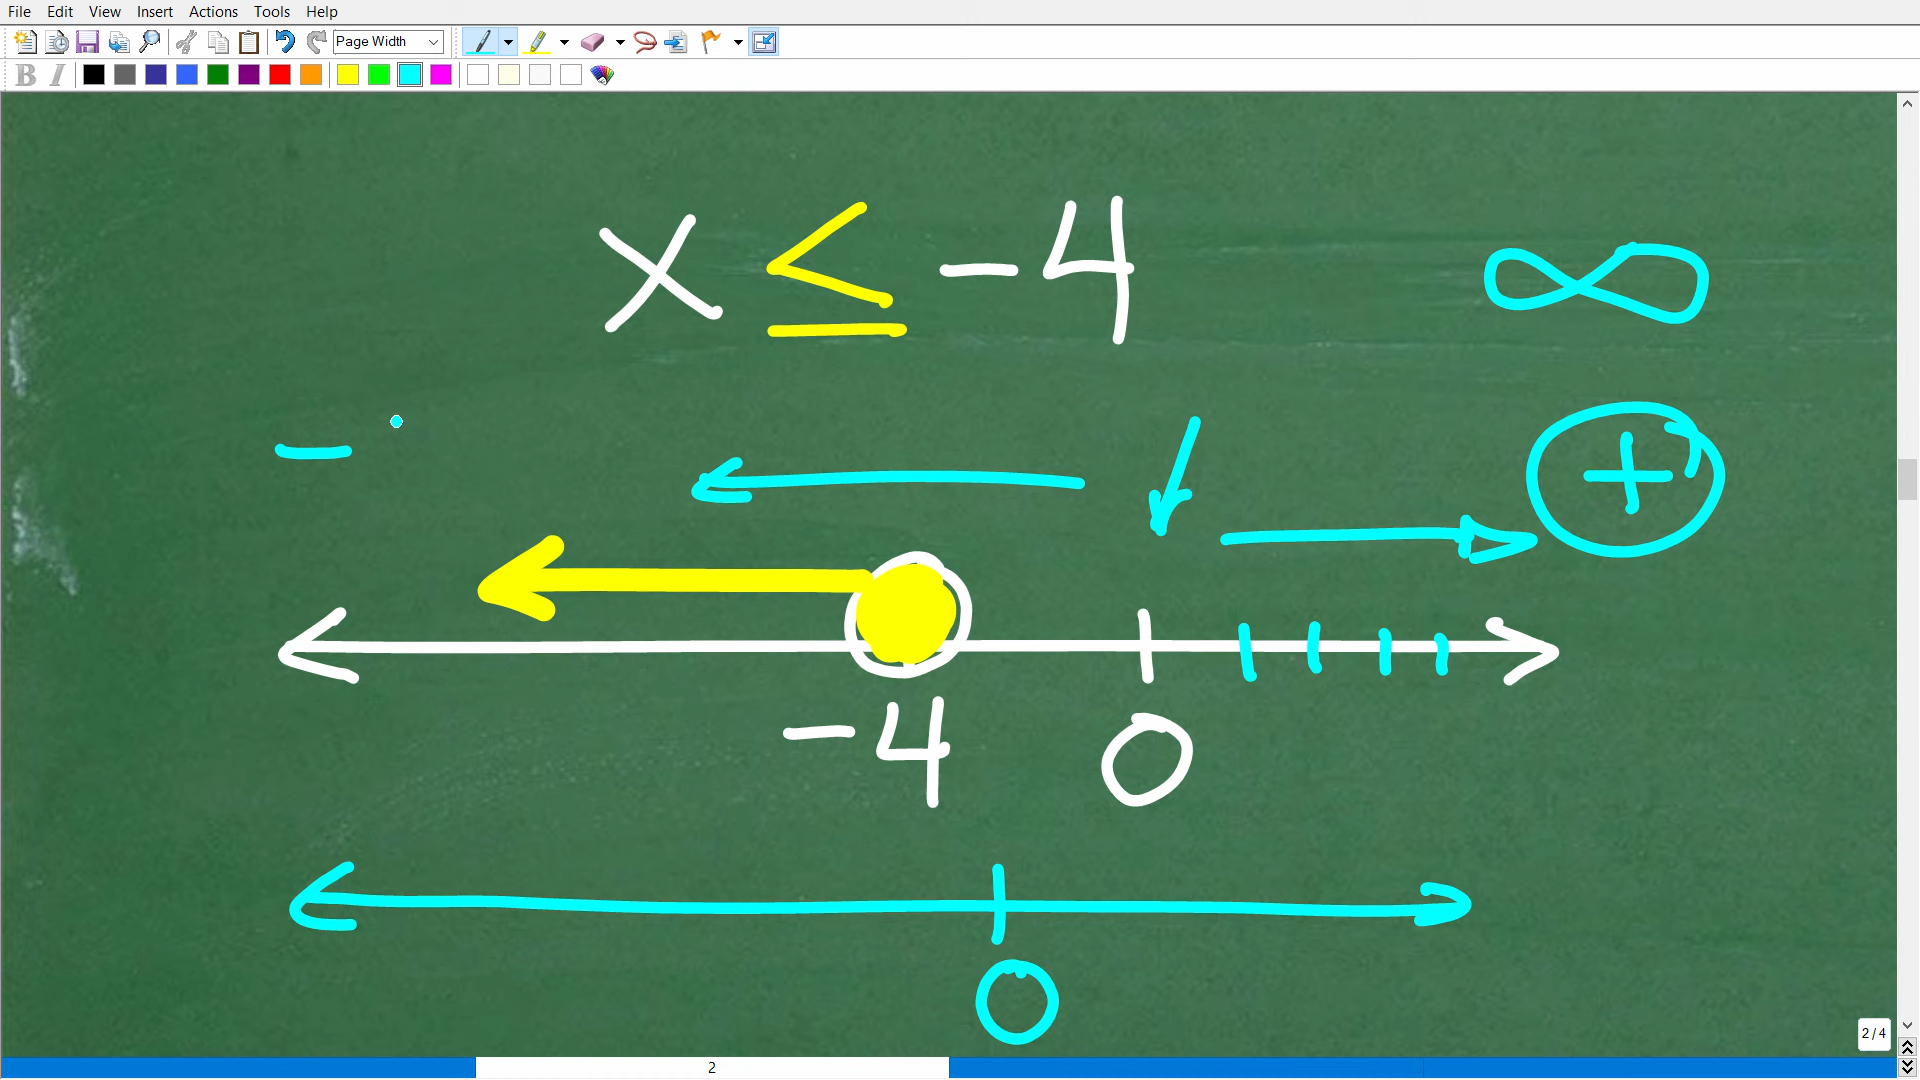 File Edit View Insert Actions Tools Help
Page Width
B I
x ≤ -4
∞
-
+
-4 0
0
2 / 4
2